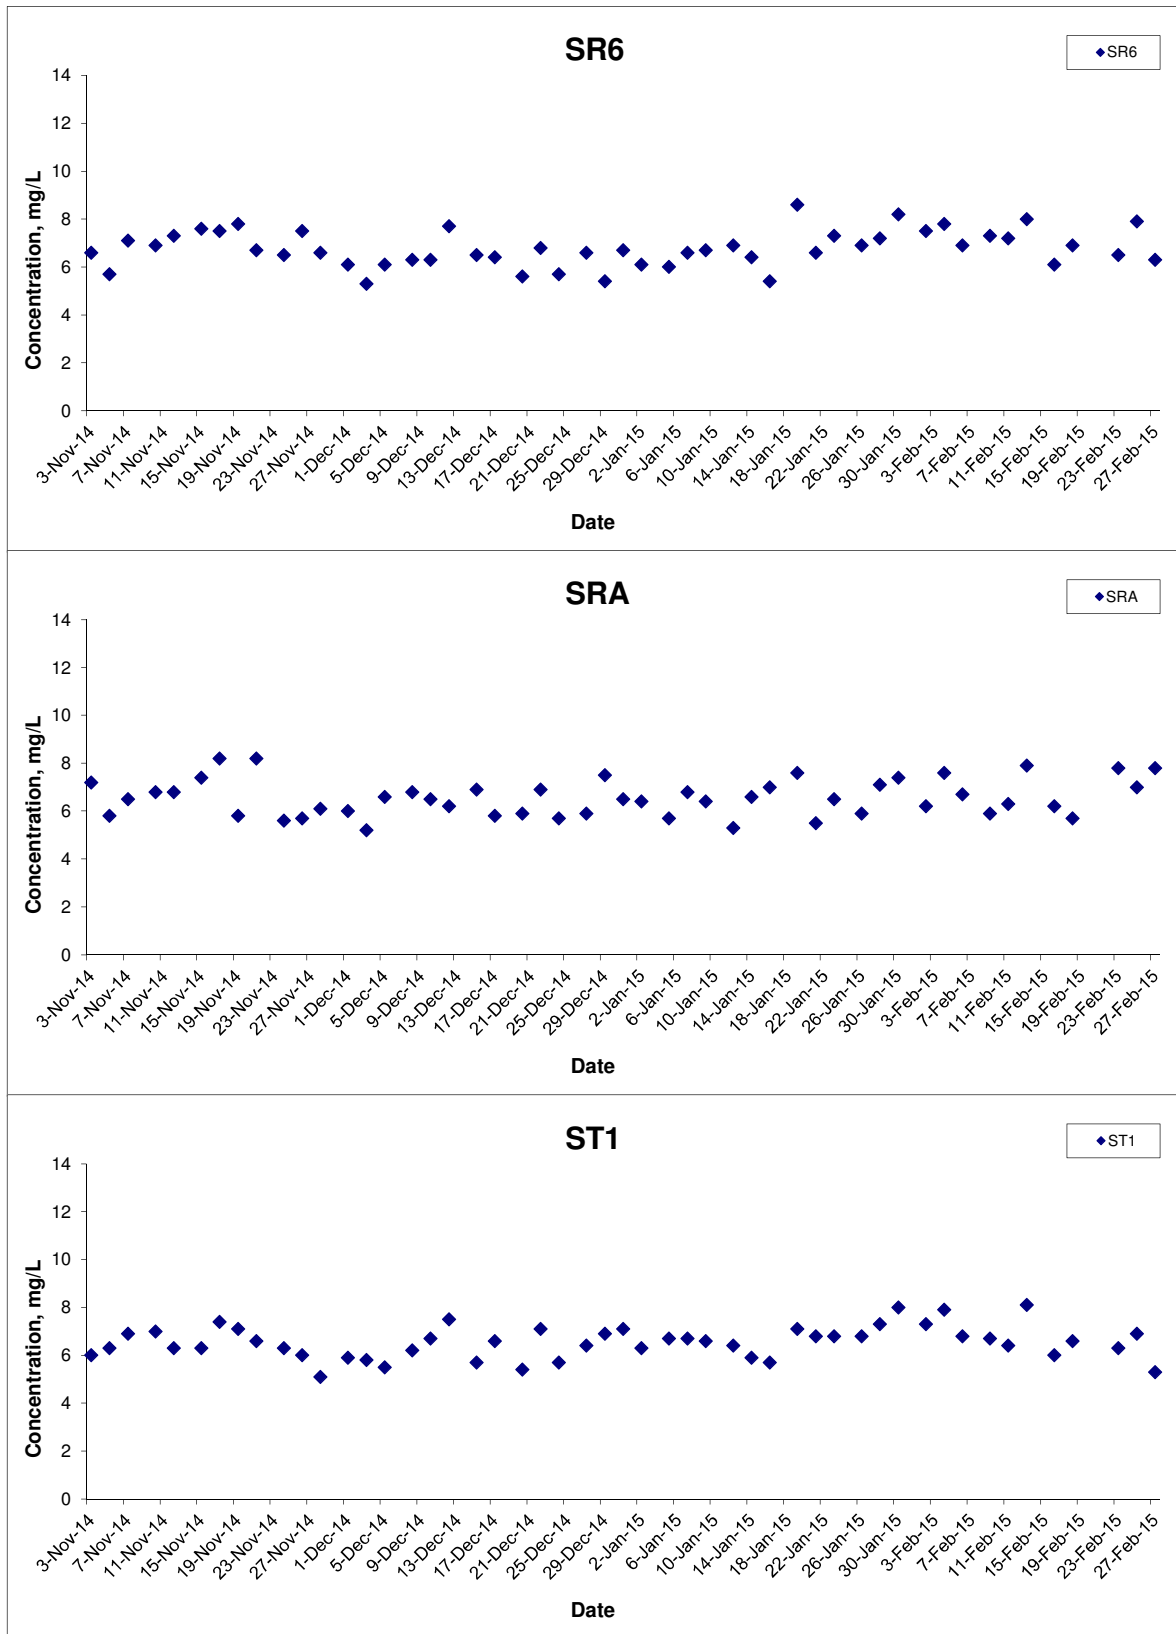 SR6
SR6
14
12
10
8
6
4
2
0
Concentration, mg/L
3-Nov-14
7-Nov-14
11-Nov-14
15-Nov-14
19-Nov-14
23-Nov-14
27-Nov-14
1-Dec-14
5-Dec-14
9-Dec-14
13-Dec-14
17-Dec-14
21-Dec-14
25-Dec-14
29-Dec-14
2-Jan-15
6-Jan-15
10-Jan-15
14-Jan-15
18-Jan-15
22-Jan-15
26-Jan-15
30-Jan-15
3-Feb-15
7-Feb-15
11-Feb-15
15-Feb-15
19-Feb-15
23-Feb-15
27-Feb-15
Date
SRA
SRA
14
12
10
8
6
4
2
0
Concentration, mg/L
3-Nov-14
7-Nov-14
11-Nov-14
15-Nov-14
19-Nov-14
23-Nov-14
27-Nov-14
1-Dec-14
5-Dec-14
9-Dec-14
13-Dec-14
17-Dec-14
21-Dec-14
25-Dec-14
29-Dec-14
2-Jan-15
6-Jan-15
10-Jan-15
14-Jan-15
18-Jan-15
22-Jan-15
26-Jan-15
30-Jan-15
3-Feb-15
7-Feb-15
11-Feb-15
15-Feb-15
19-Feb-15
23-Feb-15
27-Feb-15
Date
ST1
ST1
14
12
10
8
6
4
2
0
Concentration, mg/L
3-Nov-14
7-Nov-14
11-Nov-14
15-Nov-14
19-Nov-14
23-Nov-14
27-Nov-14
1-Dec-14
5-Dec-14
9-Dec-14
13-Dec-14
17-Dec-14
21-Dec-14
25-Dec-14
29-Dec-14
2-Jan-15
6-Jan-15
10-Jan-15
14-Jan-15
18-Jan-15
22-Jan-15
26-Jan-15
30-Jan-15
3-Feb-15
7-Feb-15
11-Feb-15
15-Feb-15
19-Feb-15
23-Feb-15
27-Feb-15
Date